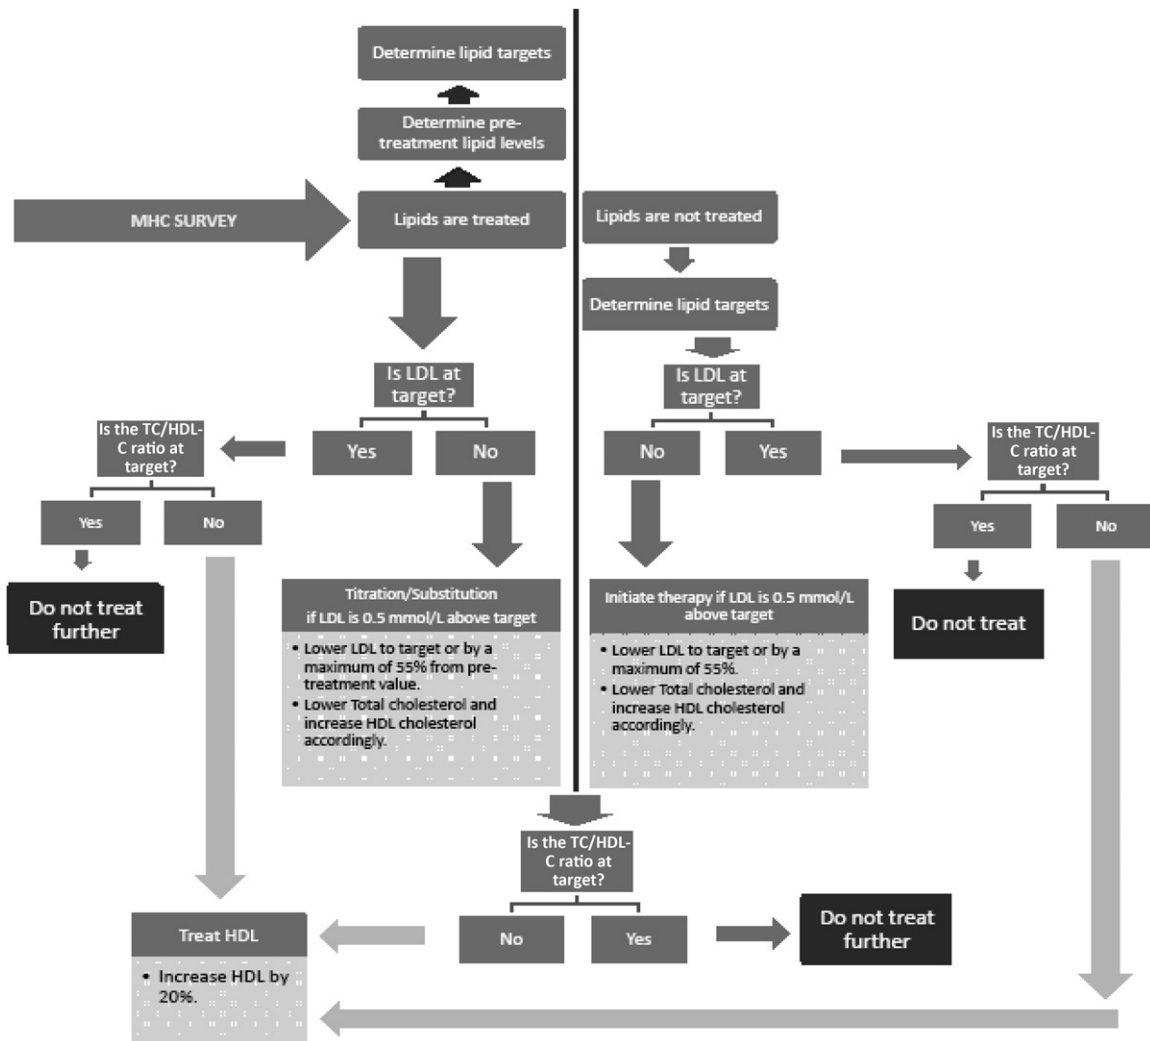 Determine lipid targets
Determine pre-
treatment lipid levels
MHC SURVEY
Lipids are treated
Lipids are not treated
Determine lipid targets
Is LDL at
target?
Yes
No
Is LDL at
target?
No
Yes
Is the TC/HDL-
C ratio at
target?
Yes
No
Is the TC/HDL-
C ratio at
target?
Yes
No
Do not treat
further
Titration/Substitution
if LDL is 0.5 mmol/L above target
• Lower LDL to target or by a
maximum of 55% from pre-
treatment value.
• Lower Total cholesterol and
increase HDL cholesterol
accordingly.
Initiate therapy if LDL is 0.5 mmol/L
above target
• Lower LDL to target or by a
maximum of 55%.
• Lower Total cholesterol and
increase HDL cholesterol
accordingly.
Do not treat
Is the TC/HDL-
C ratio at
target?
No
Yes
Do not treat
further
Treat HDL
• Increase HDL by
20%.